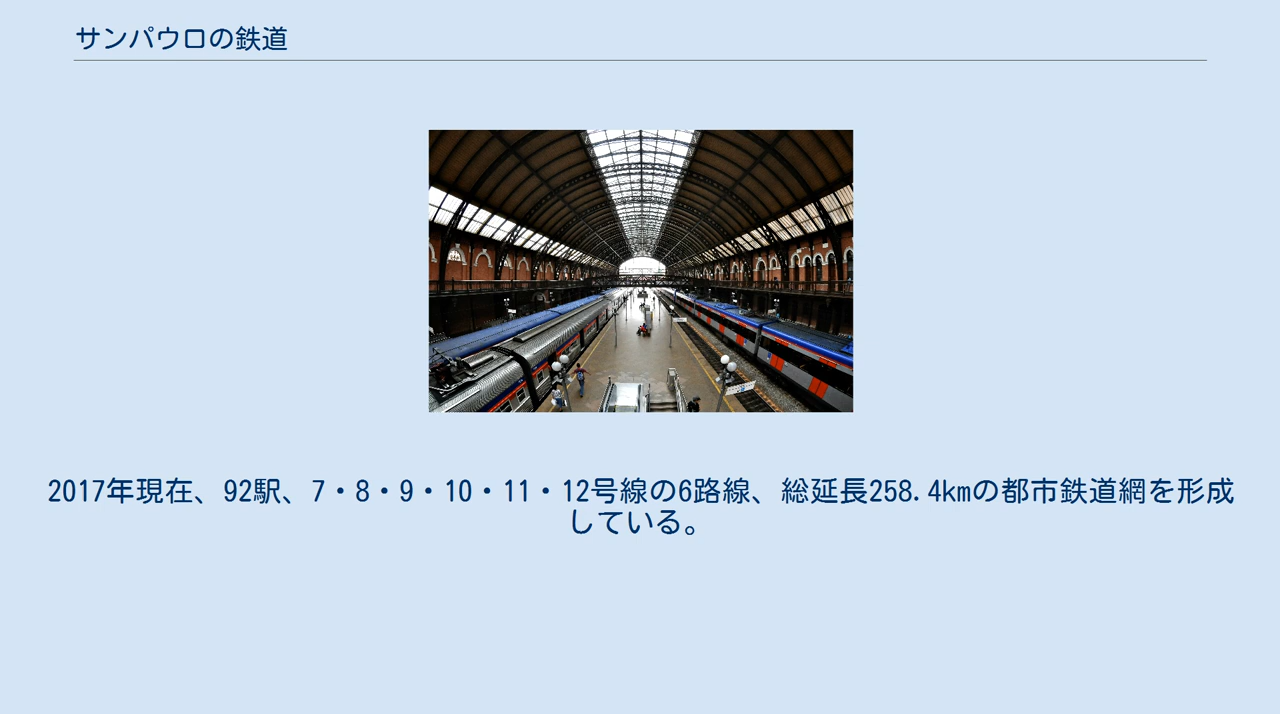 サンパウロの鉄道
2017年現在、92駅、7・8・9・10・11・12号線の6路線、総延長258.4kmの都市鉄道網を形成
している。